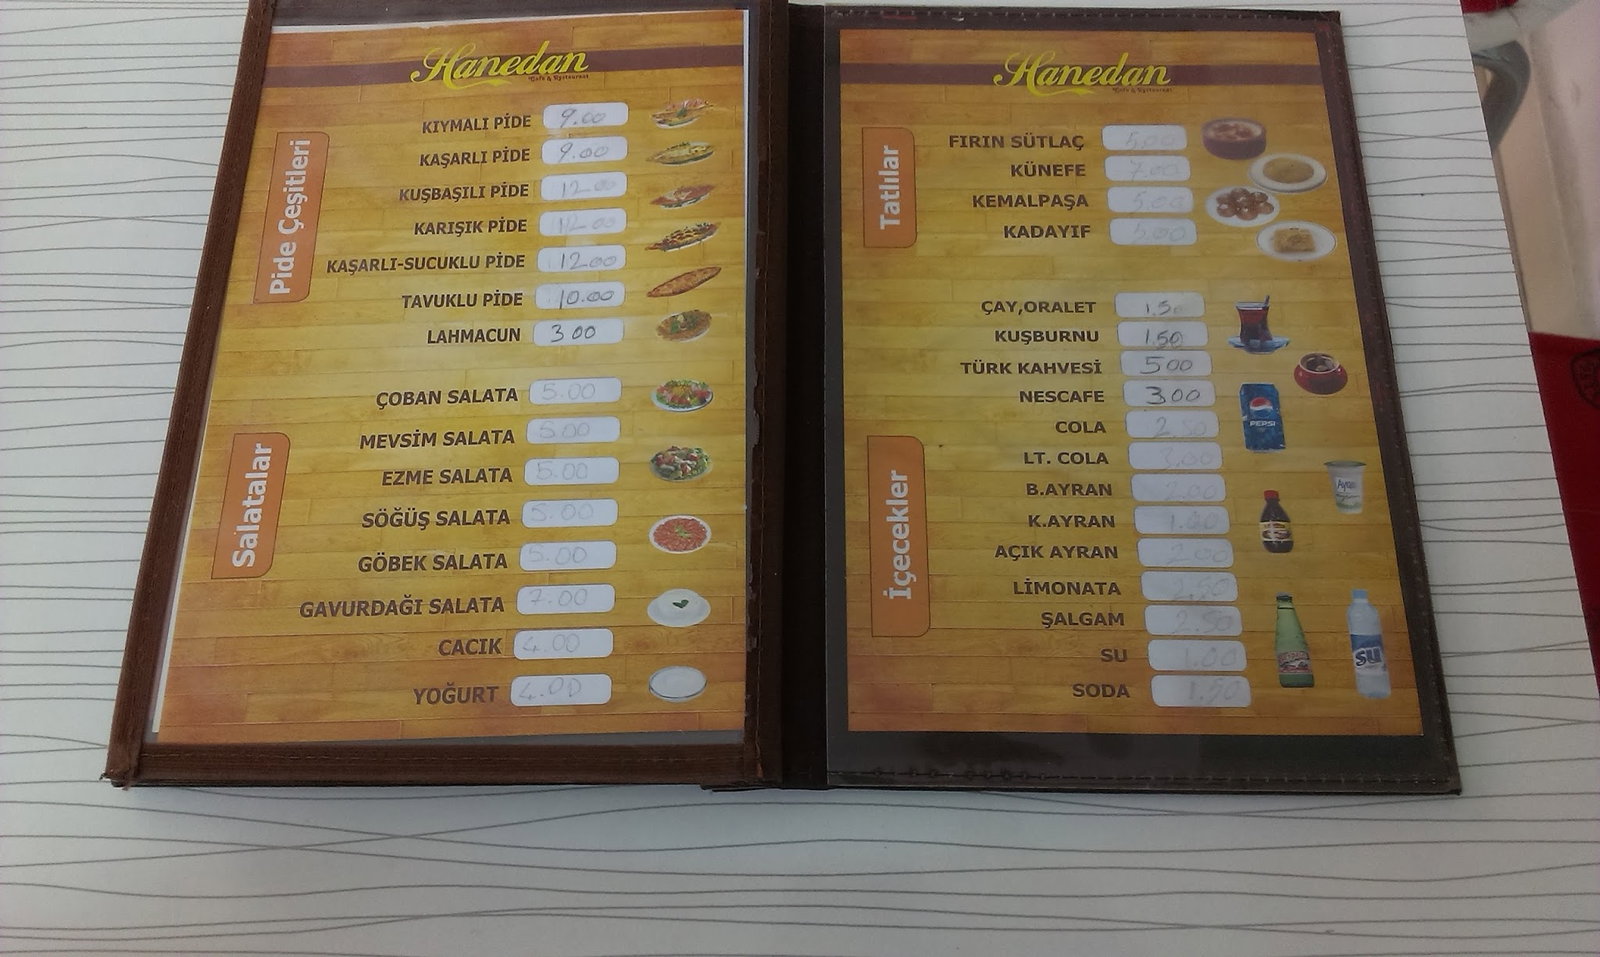 Hanedan
Cafe & Restaurant
Pide Çeşitleri
KIYMALI PİDE 9.00
KAŞARLI PİDE 9.00
KUŞBAŞILI PİDE 12.00
KARIŞIK PİDE 12.00
KAŞARLI-SUCUKLU PİDE 12.00
TAVUKLU PİDE 10.00
LAHMACUN 3 00
Salatalar
ÇOBAN SALATA 5.00
MEVSİM SALATA 5.00
EZME SALATA 5.00
SÖĞÜŞ SALATA 5.00
GÖBEK SALATA 5.00
GAVURDAĞI SALATA 7.00
CACIK 4.00
YOĞURT 4.00
Hanedan
Cafe & Restaurant
Tatlılar
FIRIN SÜTLAÇ 5,00
KÜNEFE 7.00
KEMALPAŞA 5,00
KADAYIF 5.00
İçecekler
ÇAY,ORALET 1.50
KUŞBURNU 1.50
TÜRK KAHVESİ 5 00
NESCAFE 3.00
COLA 2 50
LT. COLA 3.00
B.AYRAN 2.00
K.AYRAN 1.00
AÇIK AYRAN 2.00
LİMONATA 2,50
ŞALGAM 2.50
SU 1.00
SODA 1.50
PEPSI
Ayran
SU